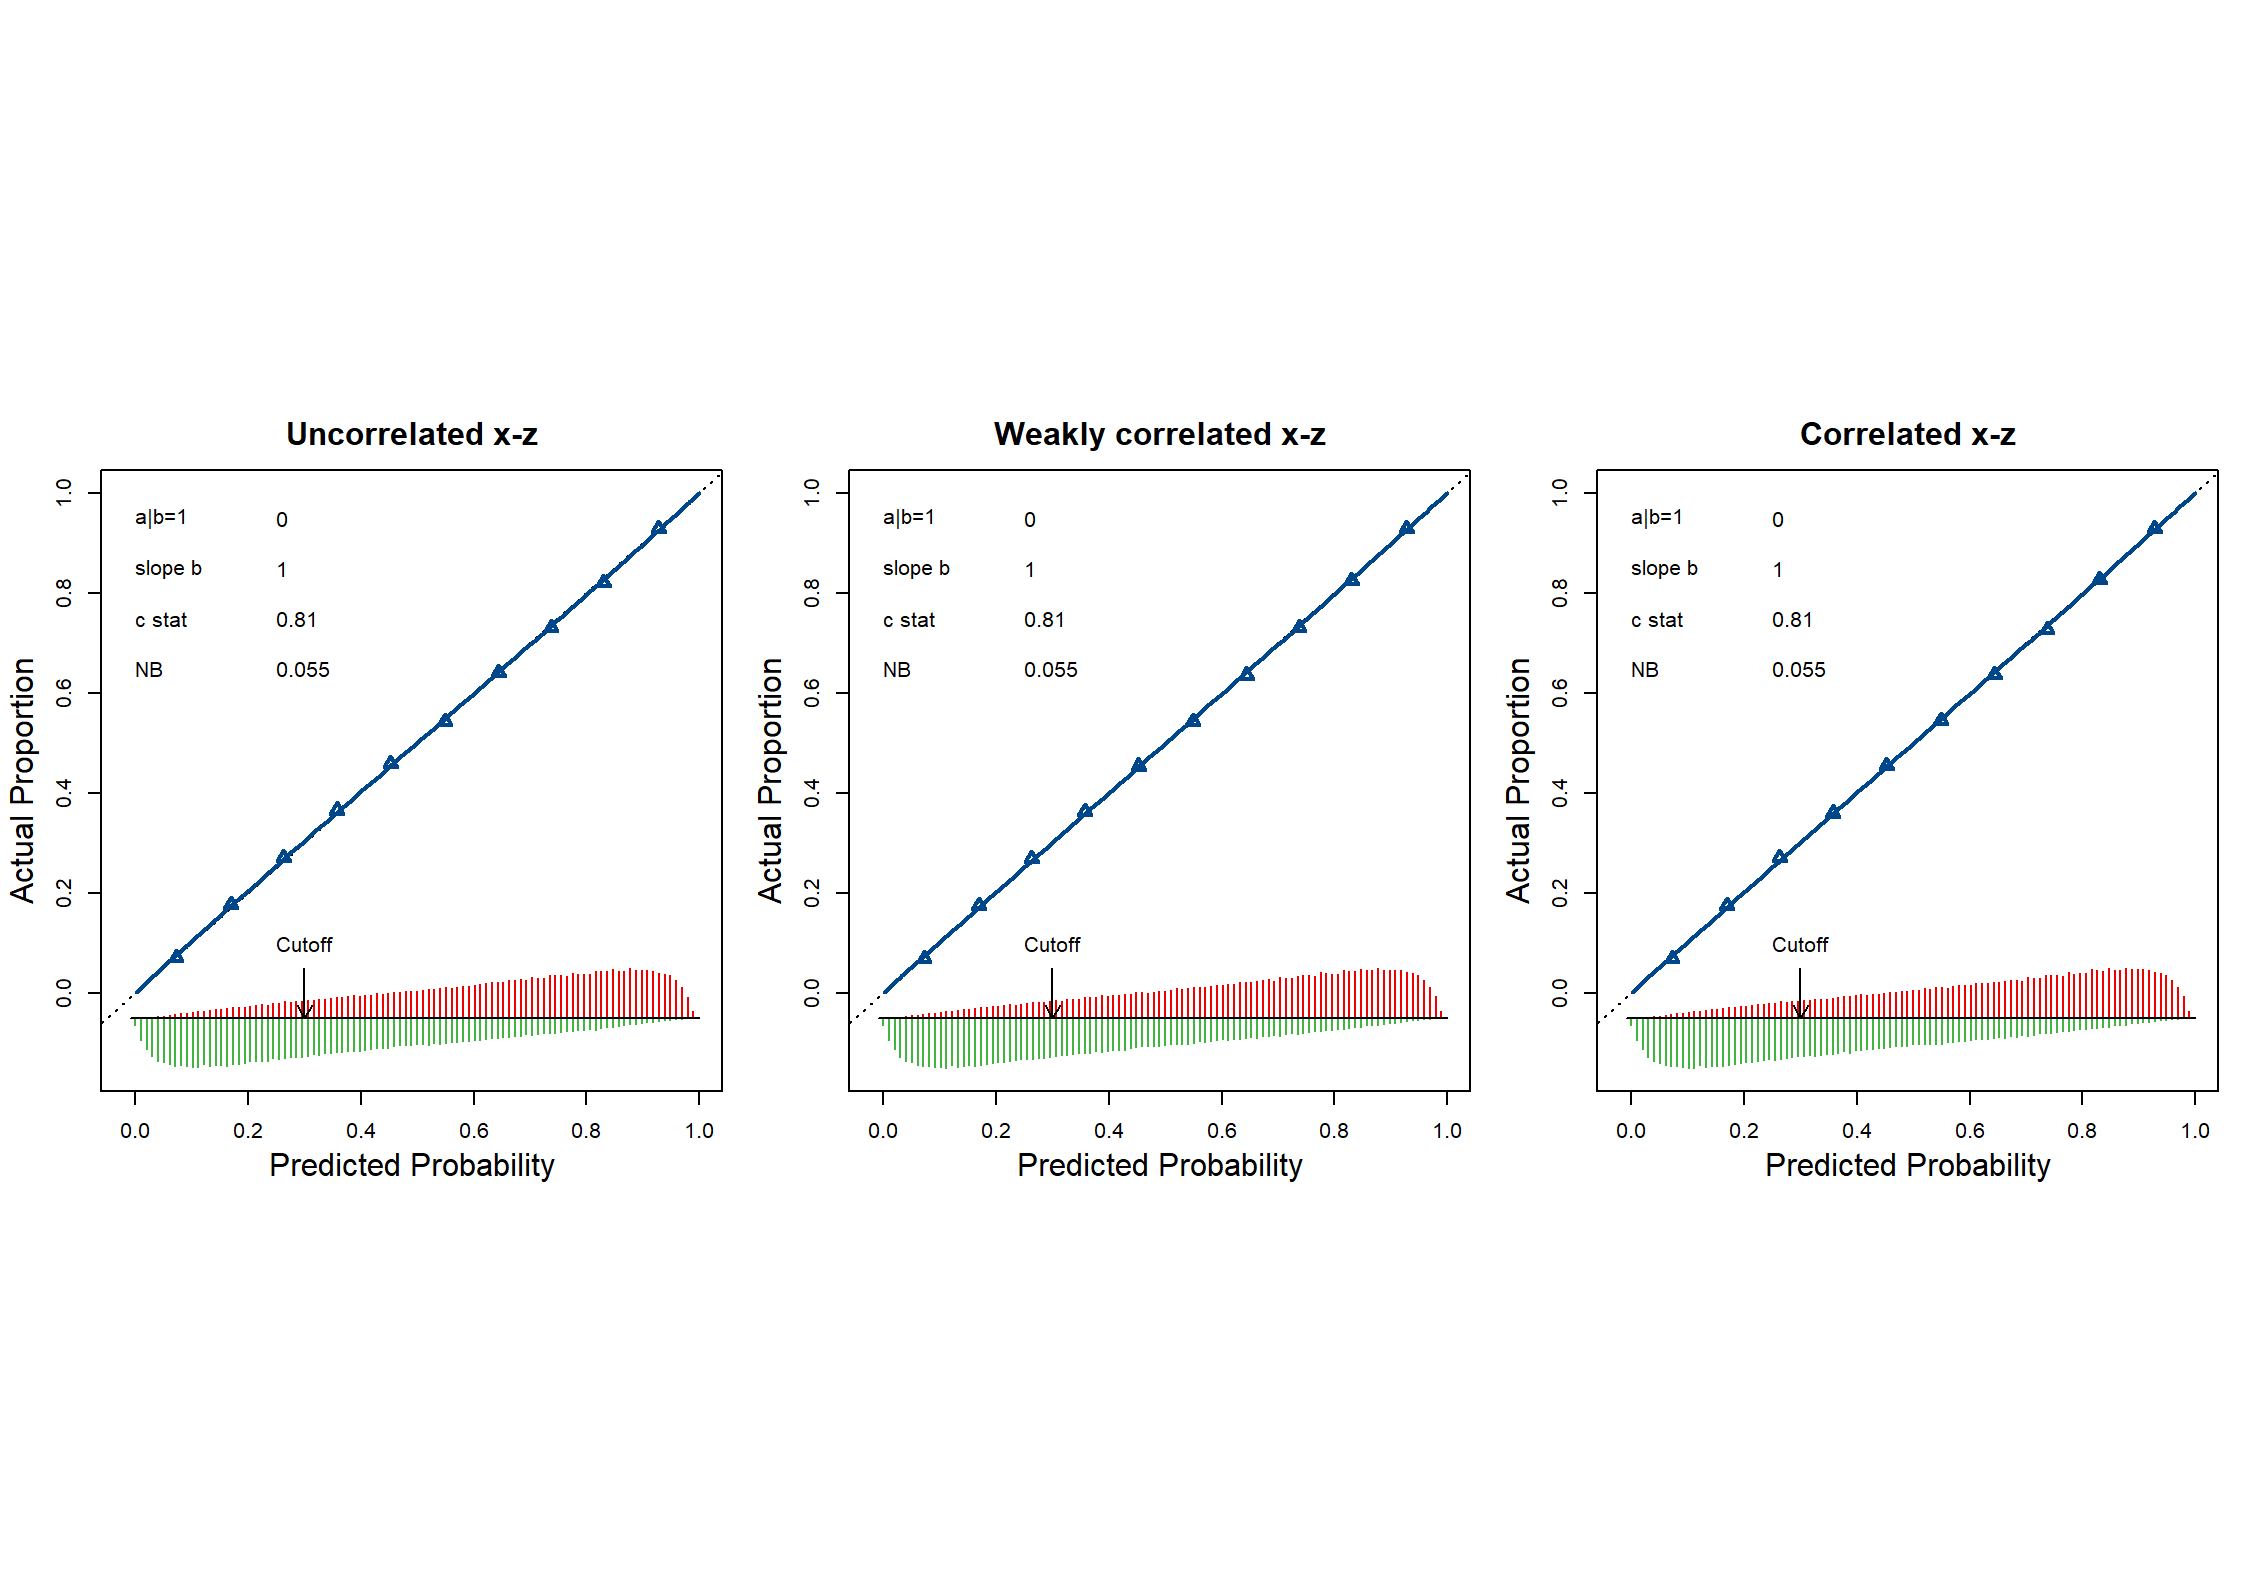 Uncorrelated x-z
a|b=1 0
slope b 1
c stat 0.81
NB 0.055
Cutoff
Actual Proportion
1.0
0.8
0.6
0.4
0.2
0.0
0.0 0.2 0.4 0.6 0.8 1.0
Predicted Probability
Weakly correlated x-z
a|b=1 0
slope b 1
c stat 0.81
NB 0.055
Cutoff
Actual Proportion
1.0
0.8
0.6
0.4
0.2
0.0
0.0 0.2 0.4 0.6 0.8 1.0
Predicted Probability
Correlated x-z
a|b=1 0
slope b 1
c stat 0.81
NB 0.055
Cutoff
Actual Proportion
1.0
0.8
0.6
0.4
0.2
0.0
0.0 0.2 0.4 0.6 0.8 1.0
Predicted Probability